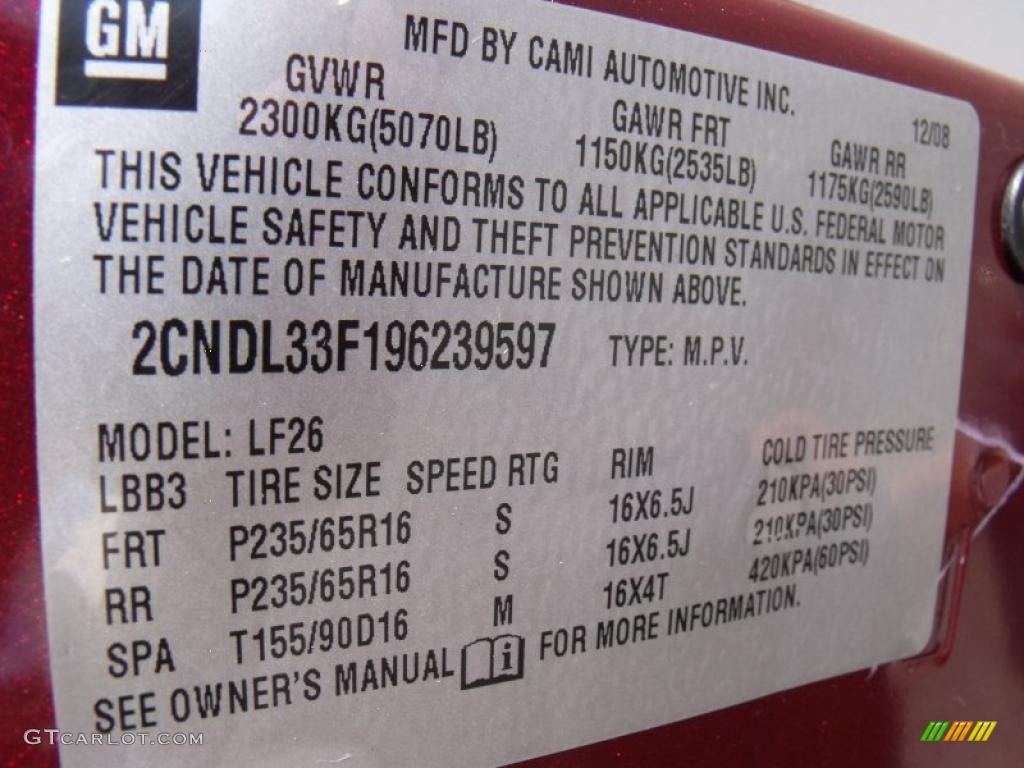 GM
MFD BY CAMI AUTOMOTIVE INC.
GVWR GAWR FRT GAWR RR 12/08
2300KG(5070LB) 1150KG(2535LB) 1175KG(2590LB)
THIS VEHICLE CONFORMS TO ALL APPLICABLE U.S. FEDERAL MOTOR
VEHICLE SAFETY AND THEFT PREVENTION STANDARDS IN EFFECT ON
THE DATE OF MANUFACTURE SHOWN ABOVE.
2CNDL33F196239597 TYPE: M.P.V.
MODEL: LF26
LBB3 TIRE SIZE SPEED RTG RIM COLD TIRE PRESSURE
FRT P235/65R16 S 16X6.5J 210KPA(30PSI)
RR P235/65R16 S 16X6.5J 210KPA(30PSI)
SPA T155/90D16 M 16X4T 420KPA(60PSI)
SEE OWNER'S MANUAL i FOR MORE INFORMATION.
GTCARLOT.COM